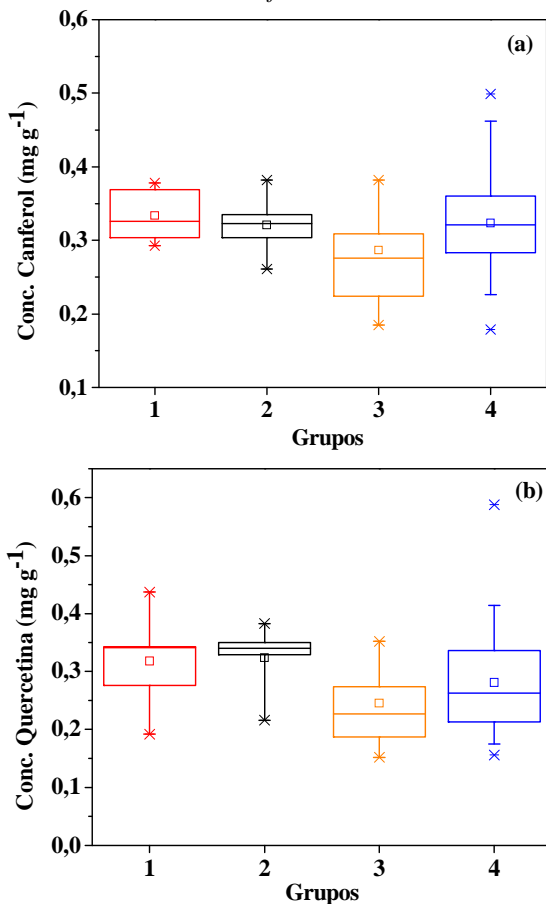 (a)
Conc. Canferol (mg g⁻¹)
0,6
0,5
0,4
0,3
0,2
0,1
1 2 3 4
Grupos
(b)
Conc. Quercetina (mg g⁻¹)
0,6
0,5
0,4
0,3
0,2
0,1
0,0
1 2 3 4
Grupos